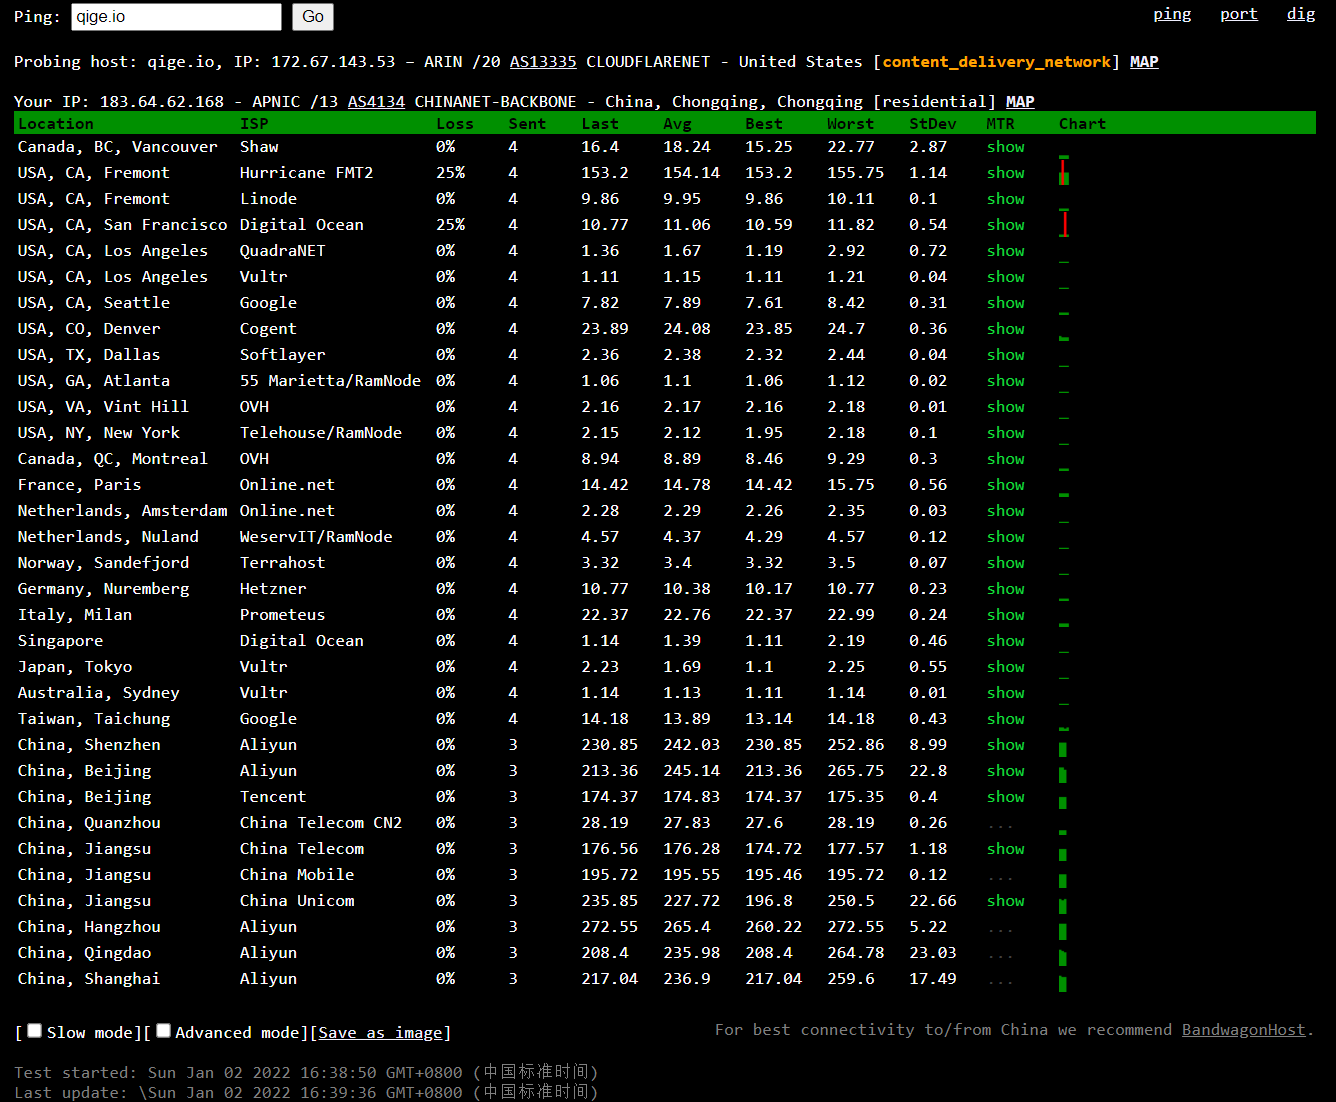 Ping: qige.io Go ping port dig
Probing host: qige.io, IP: 172.67.143.53 – ARIN /20 AS13335 CLOUDFLARENET - United States [content_delivery_network] MAP
Your IP: 183.64.62.168 - APNIC /13 AS4134 CHINANET-BACKBONE - China, Chongqing, Chongqing [residential] MAP
Location ISP Loss Sent Last Avg Best Worst StDev MTR Chart
Canada, BC, Vancouver Shaw 0% 4 16.4 18.24 15.25 22.77 2.87 show
USA, CA, Fremont Hurricane FMT2 25% 4 153.2 154.14 153.2 155.75 1.14 show
USA, CA, Fremont Linode 0% 4 9.86 9.95 9.86 10.11 0.1 show
USA, CA, San Francisco Digital Ocean 25% 4 10.77 11.06 10.59 11.82 0.54 show
USA, CA, Los Angeles QuadraNET 0% 4 1.36 1.67 1.19 2.92 0.72 show
USA, CA, Los Angeles Vultr 0% 4 1.11 1.15 1.11 1.21 0.04 show
USA, CA, Seattle Google 0% 4 7.82 7.89 7.61 8.42 0.31 show
USA, CO, Denver Cogent 0% 4 23.89 24.08 23.85 24.7 0.36 show
USA, TX, Dallas Softlayer 0% 4 2.36 2.38 2.32 2.44 0.04 show
USA, GA, Atlanta 55 Marietta/RamNode 0% 4 1.06 1.1 1.06 1.12 0.02 show
USA, VA, Vint Hill OVH 0% 4 2.16 2.17 2.16 2.18 0.01 show
USA, NY, New York Telehouse/RamNode 0% 4 2.15 2.12 1.95 2.18 0.1 show
Canada, QC, Montreal OVH 0% 4 8.94 8.89 8.46 9.29 0.3 show
France, Paris Online.net 0% 4 14.42 14.78 14.42 15.75 0.56 show
Netherlands, Amsterdam Online.net 0% 4 2.28 2.29 2.26 2.35 0.03 show
Netherlands, Nuland WeservIT/RamNode 0% 4 4.57 4.37 4.29 4.57 0.12 show
Norway, Sandefjord Terrahost 0% 4 3.32 3.4 3.32 3.5 0.07 show
Germany, Nuremberg Hetzner 0% 4 10.77 10.38 10.17 10.77 0.23 show
Italy, Milan Prometeus 0% 4 22.37 22.76 22.37 22.99 0.24 show
Singapore Digital Ocean 0% 4 1.14 1.39 1.11 2.19 0.46 show
Japan, Tokyo Vultr 0% 4 2.23 1.69 1.1 2.25 0.55 show
Australia, Sydney Vultr 0% 4 1.14 1.13 1.11 1.14 0.01 show
Taiwan, Taichung Google 0% 4 14.18 13.89 13.14 14.18 0.43 show
China, Shenzhen Aliyun 0% 3 230.85 242.03 230.85 252.86 8.99 show
China, Beijing Aliyun 0% 3 213.36 245.14 213.36 265.75 22.8 show
China, Beijing Tencent 0% 3 174.37 174.83 174.37 175.35 0.4 show
China, Quanzhou China Telecom CN2 0% 3 28.19 27.83 27.6 28.19 0.26 ...
China, Jiangsu China Telecom 0% 3 176.56 176.28 174.72 177.57 1.18 show
China, Jiangsu China Mobile 0% 3 195.72 195.55 195.46 195.72 0.12 ...
China, Jiangsu China Unicom 0% 3 235.85 227.72 196.8 250.5 22.66 show
China, Hangzhou Aliyun 0% 3 272.55 265.4 260.22 272.55 5.22 ...
China, Qingdao Aliyun 0% 3 208.4 235.98 208.4 264.78 23.03 ...
China, Shanghai Aliyun 0% 3 217.04 236.9 217.04 259.6 17.49 ...
[ Slow mode][ Advanced mode][Save as image] For best connectivity to/from China we recommend BandwagonHost.
Test started: Sun Jan 02 2022 16:38:50 GMT+0800 (中国标准时间)
Last update: \Sun Jan 02 2022 16:39:36 GMT+0800 (中国标准时间)